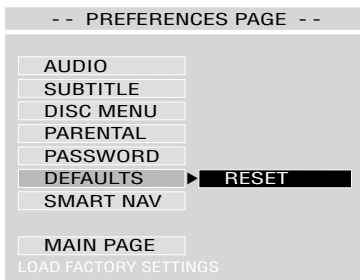 - - PREFERENCES PAGE - -
AUDIO
SUBTITLE
DISC MENU
PARENTAL
PASSWORD
DEFAULTS RESET
SMART NAV
MAIN PAGE
LOAD FACTORY SETTINGS